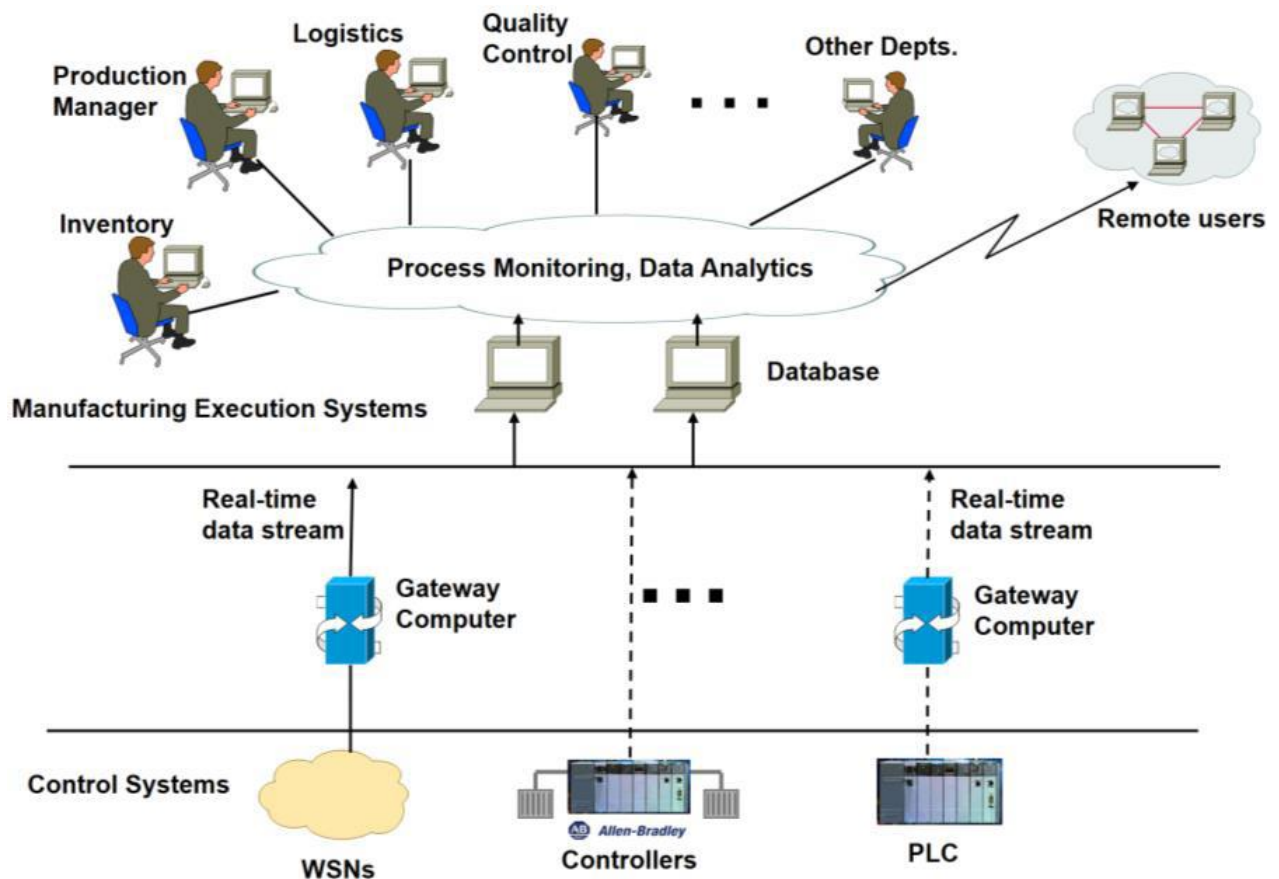 Logistics
Quality
Control
Other Depts.
Production
Manager
Remote users
Inventory
Process Monitoring, Data Analytics
Database
Manufacturing Execution Systems
Real-time
data stream
Real-time
data stream
Gateway
Computer
Gateway
Computer
Control Systems
AB Allen-Bradley
WSNs
Controllers
PLC